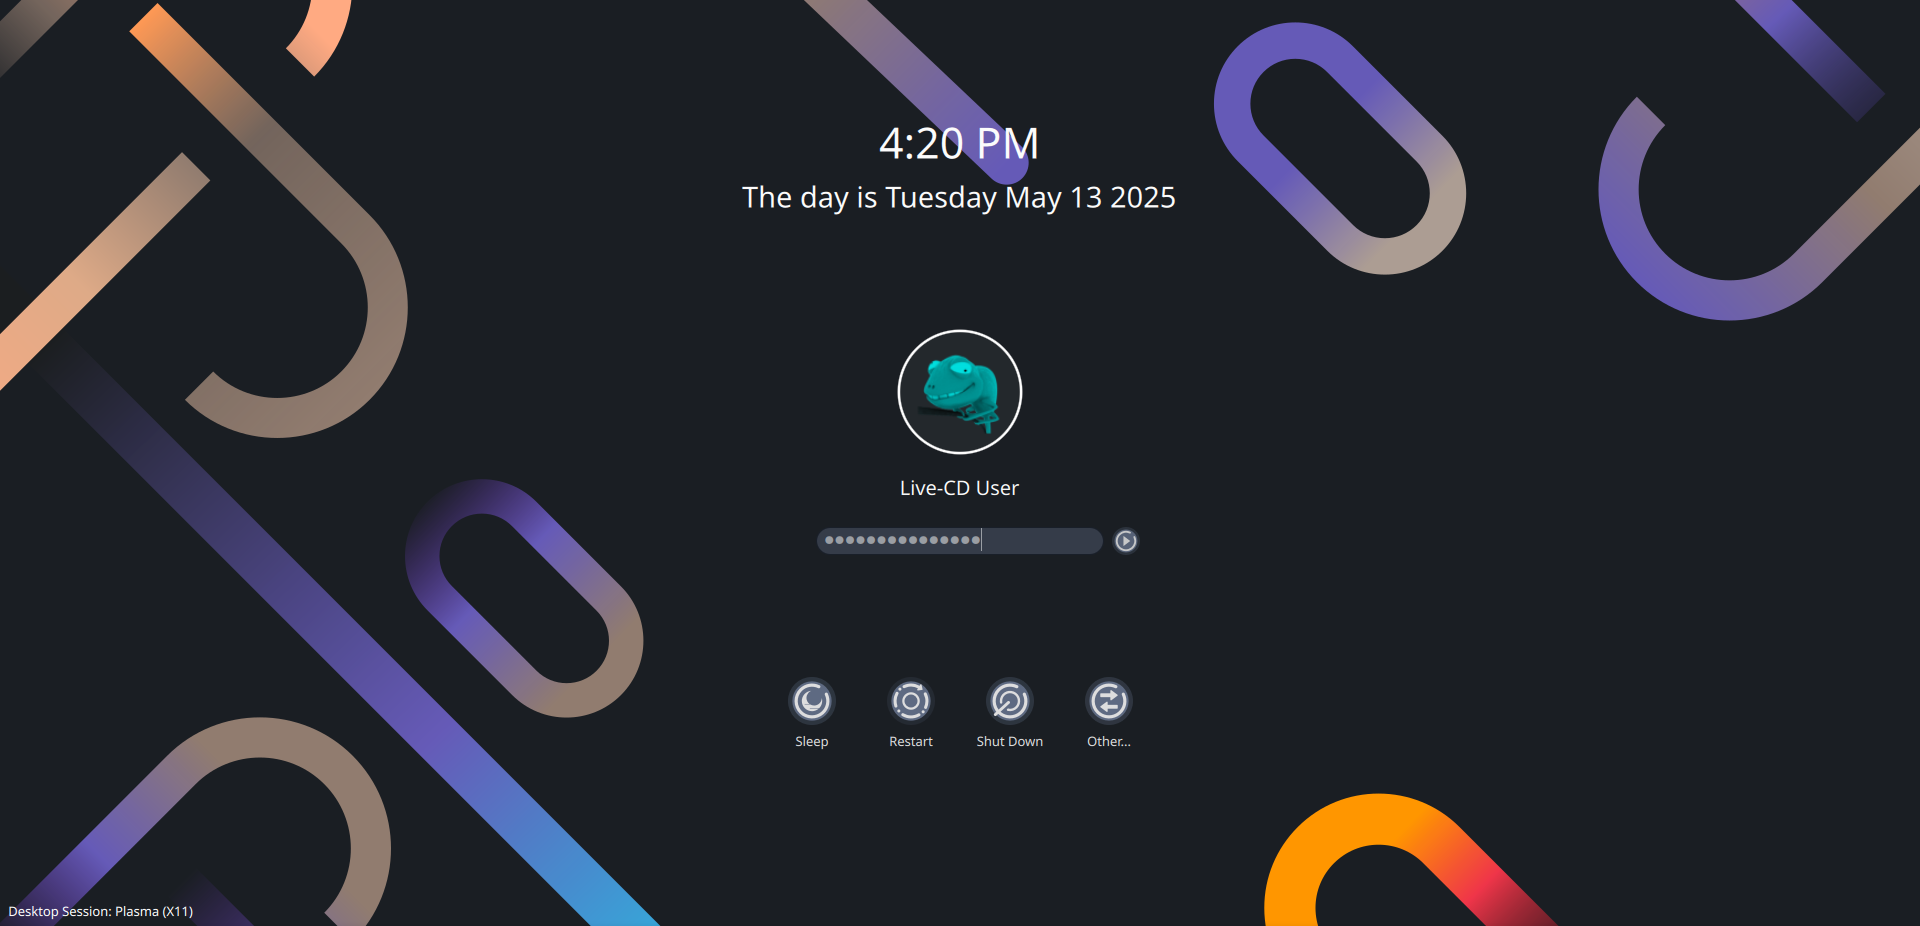 4:20 PM
The day is Tuesday May 13 2025
Live-CD User
Sleep
Restart
Shut Down
Other...
Desktop Session: Plasma (X11)